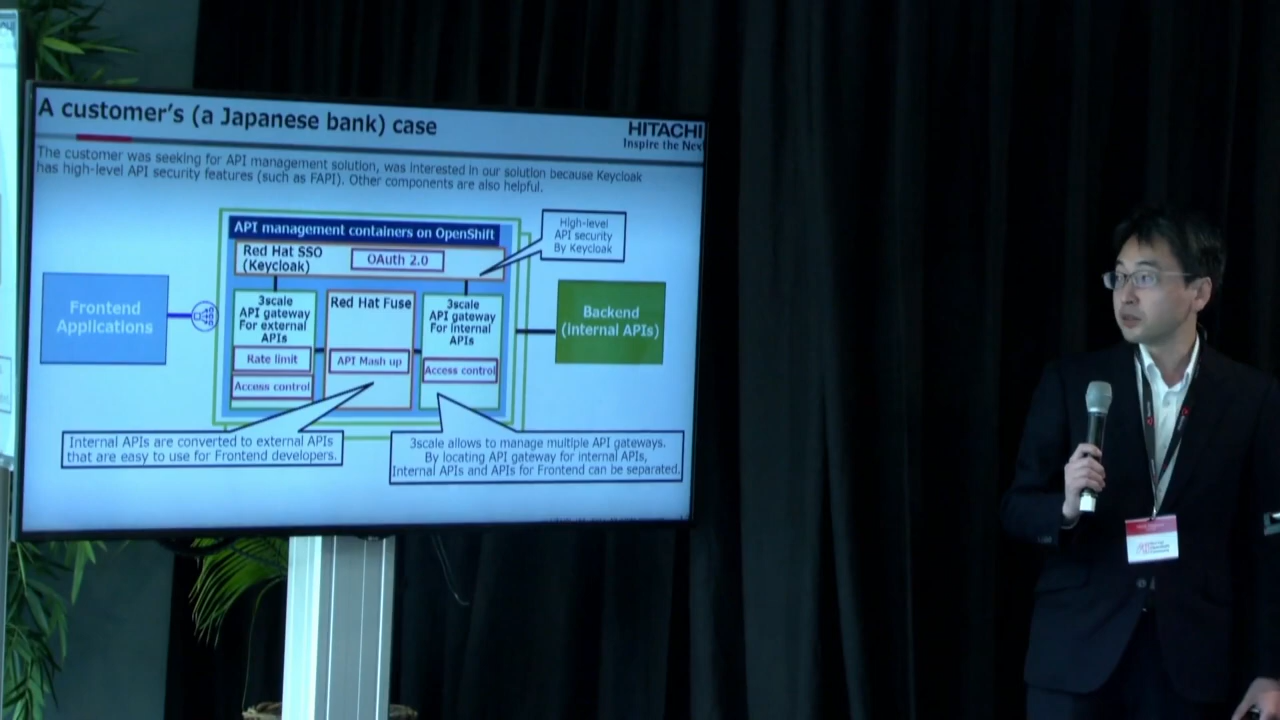 A customer's (a Japanese bank) case
HITACHI
Inspire the Nex
The customer was seeking for API management solution, was interested in our solution because Keycloak
has high-level API security features (such as FAPI). Other components are also helpful.
API management containers on OpenShift
High-level
API security
By Keycloak
Red Hat SSO
(Keycloak)
OAuth 2.0
Frontend
Applications
3scale
API gateway
For external
APIs
Rate limit
Access control
Red Hat Fuse
API Mash up
3scale
API gateway
For internal
APIs
Access control
Backend
(internal APIs)
Internal APIs are converted to external APIs
that are easy to use for Frontend developers.
3scale allows to manage multiple API gateways.
By locating API gateway for internal APIs,
Internal APIs and APIs for Frontend can be separated.